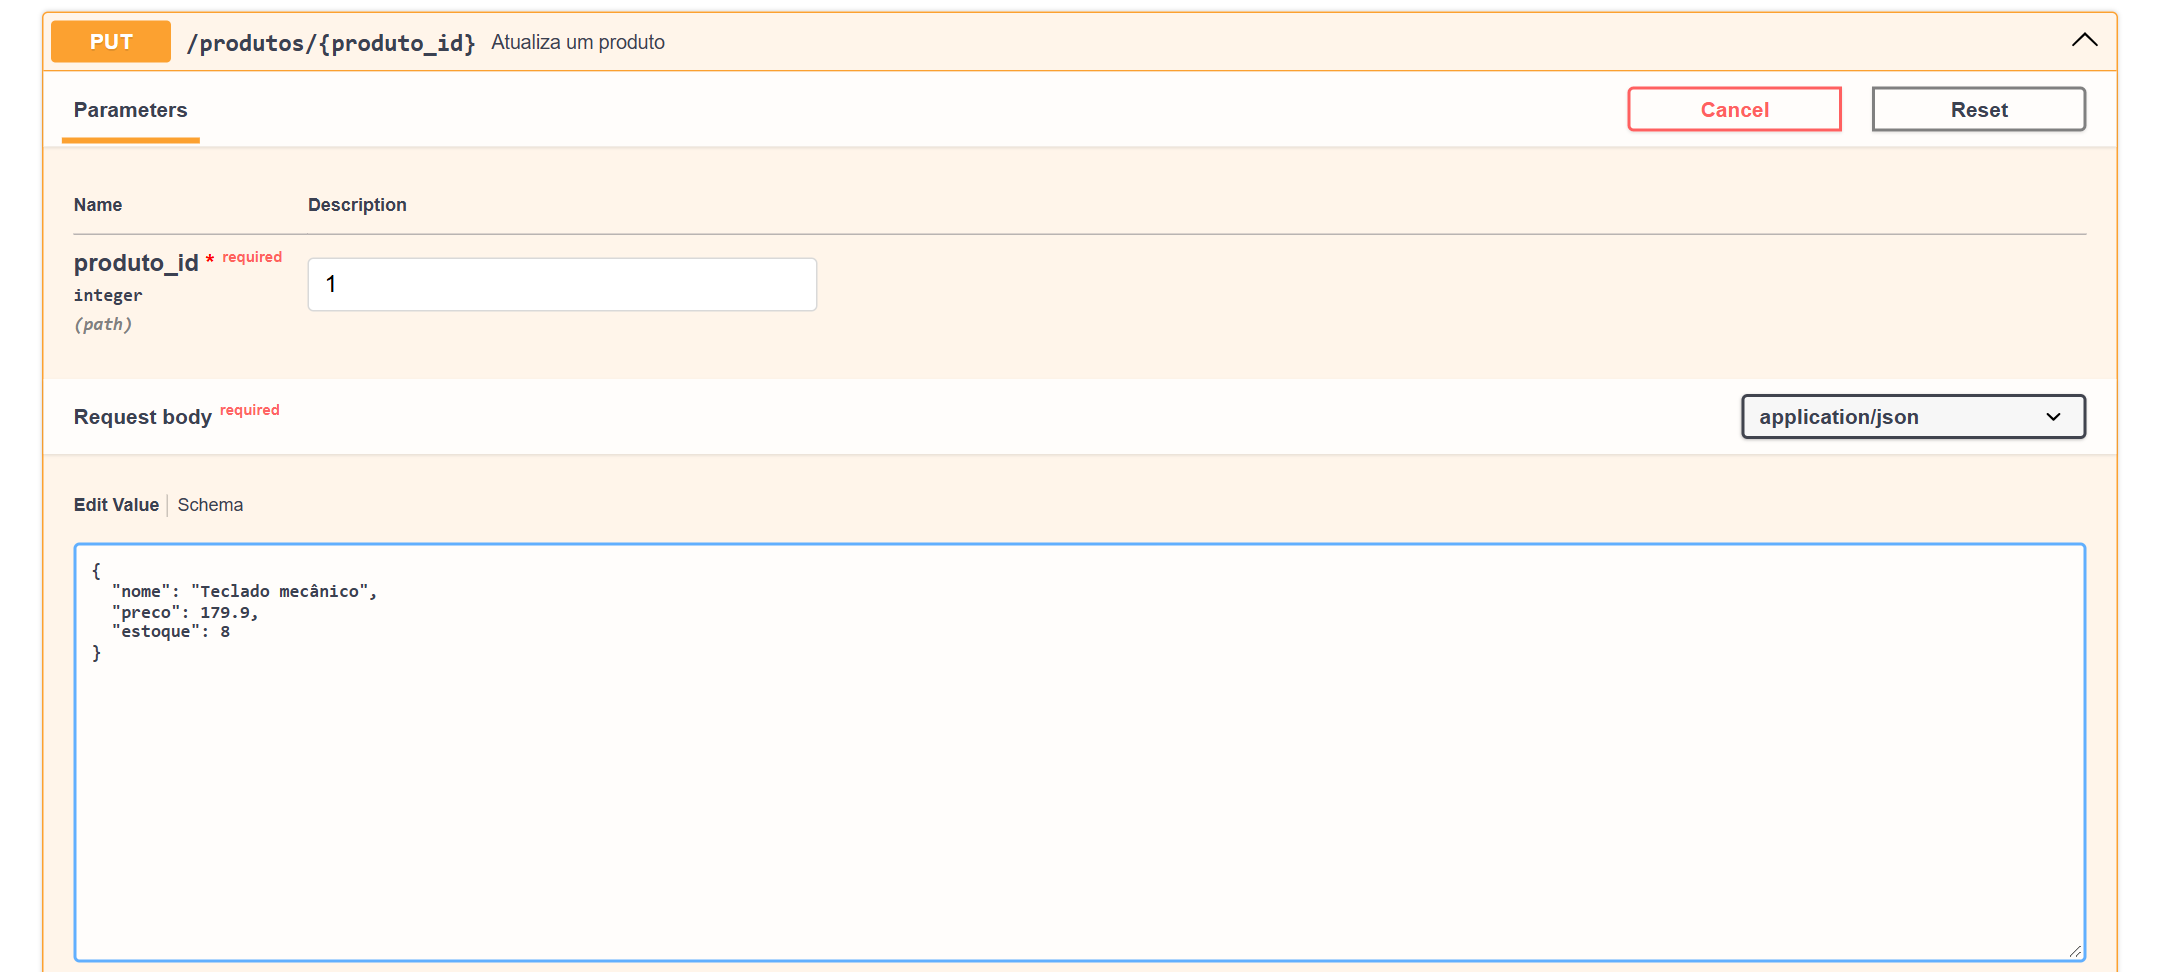 PUT /produtos/{produto_id} Atualiza um produto
Parameters Cancel Reset
Name Description
produto_id * required 1
integer
(path)
Request body required application/json
Edit Value Schema
{
  "nome": "Teclado mecânico",
  "preco": 179.9,
  "estoque": 8
}